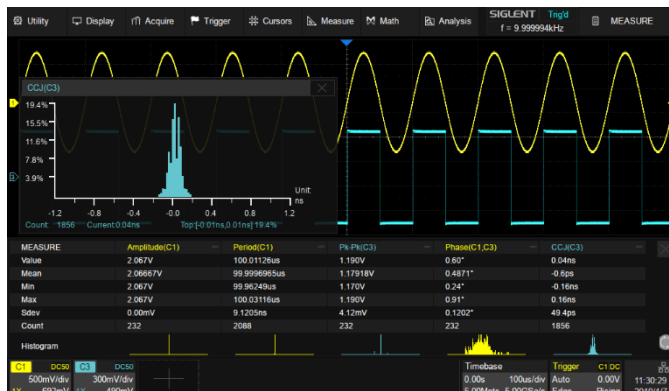 Utility Display Acquire Trigger Cursors Measure Math Analysis SIGLENT Trig'd MEASURE
f = 9.999994kHz
CCJ(C3)
19.4%
15.5%
11.6%
7.8%
3.9%
Unit
ns
-1.2 -0.8 -0.4 -0.0 0.4 0.8 1.2
Count 1856 Current:0.04ns Top:[-0.01ns,0.01ns] 19.4%
MEASURE Amplitude(C1) Period(C1) Pk-Pk(C3) Phase(C1,C3) CCJ(C3)
Value 2.067V 100.01126us 1.190V 0.60° 0.04ns
Mean 2.06667V 99.9996965us 1.17918V 0.4871° -0.6ps
Min 2.067V 99.96249us 1.170V 0.24° -0.16ns
Max 2.067V 100.03116us 1.190V 0.91° 0.16ns
Sdev 0.00mV 9.1205ns 4.12mV 0.1202° 49.4ps
Count 232 2088 232 232 1856
Histogram
C1 DC50 C3 DC50 Timebase Trigger C1 DC
500mV/div 300mV/div 0.00s 100us/div Auto 0.00V 11:30:29